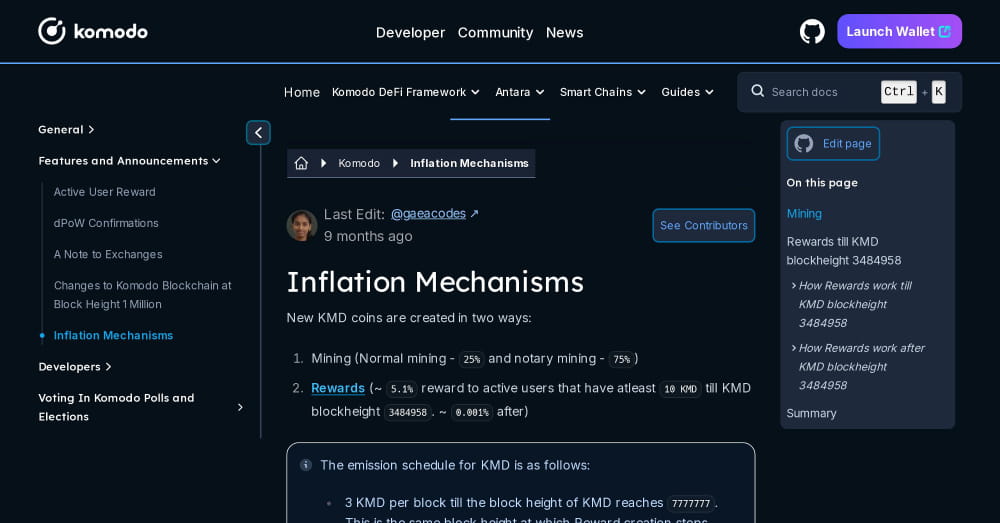 komodo
Developer Community News
Launch Wallet
Home Komodo DeFi Framework Antara Smart Chains Guides
Search docs Ctrl + K
General
Features and Announcements
Active User Reward
dPoW Confirmations
A Note to Exchanges
Changes to Komodo Blockchain at
Block Height 1 Million
Inflation Mechanisms
Developers
Voting In Komodo Polls and
Elections
Komodo Inflation Mechanisms
Last Edit: @gaeacodes ↗
9 months ago
See Contributors
Inflation Mechanisms
New KMD coins are created in two ways:
1. Mining (Normal mining - 25% and notary mining - 75%)
2. Rewards (~ 5.1% reward to active users that have atleast 10 KMD till KMD
blockheight 3484958. ~ 0.001% after)
The emission schedule for KMD is as follows:
3 KMD per block till the block height of KMD reaches 7777777.
This is the same block height at which Reward creation stops
Edit page
On this page
Mining
Rewards till KMD
blockheight 3484958
How Rewards work till
KMD blockheight
3484958
How Rewards work after
KMD blockheight
3484958
Summary